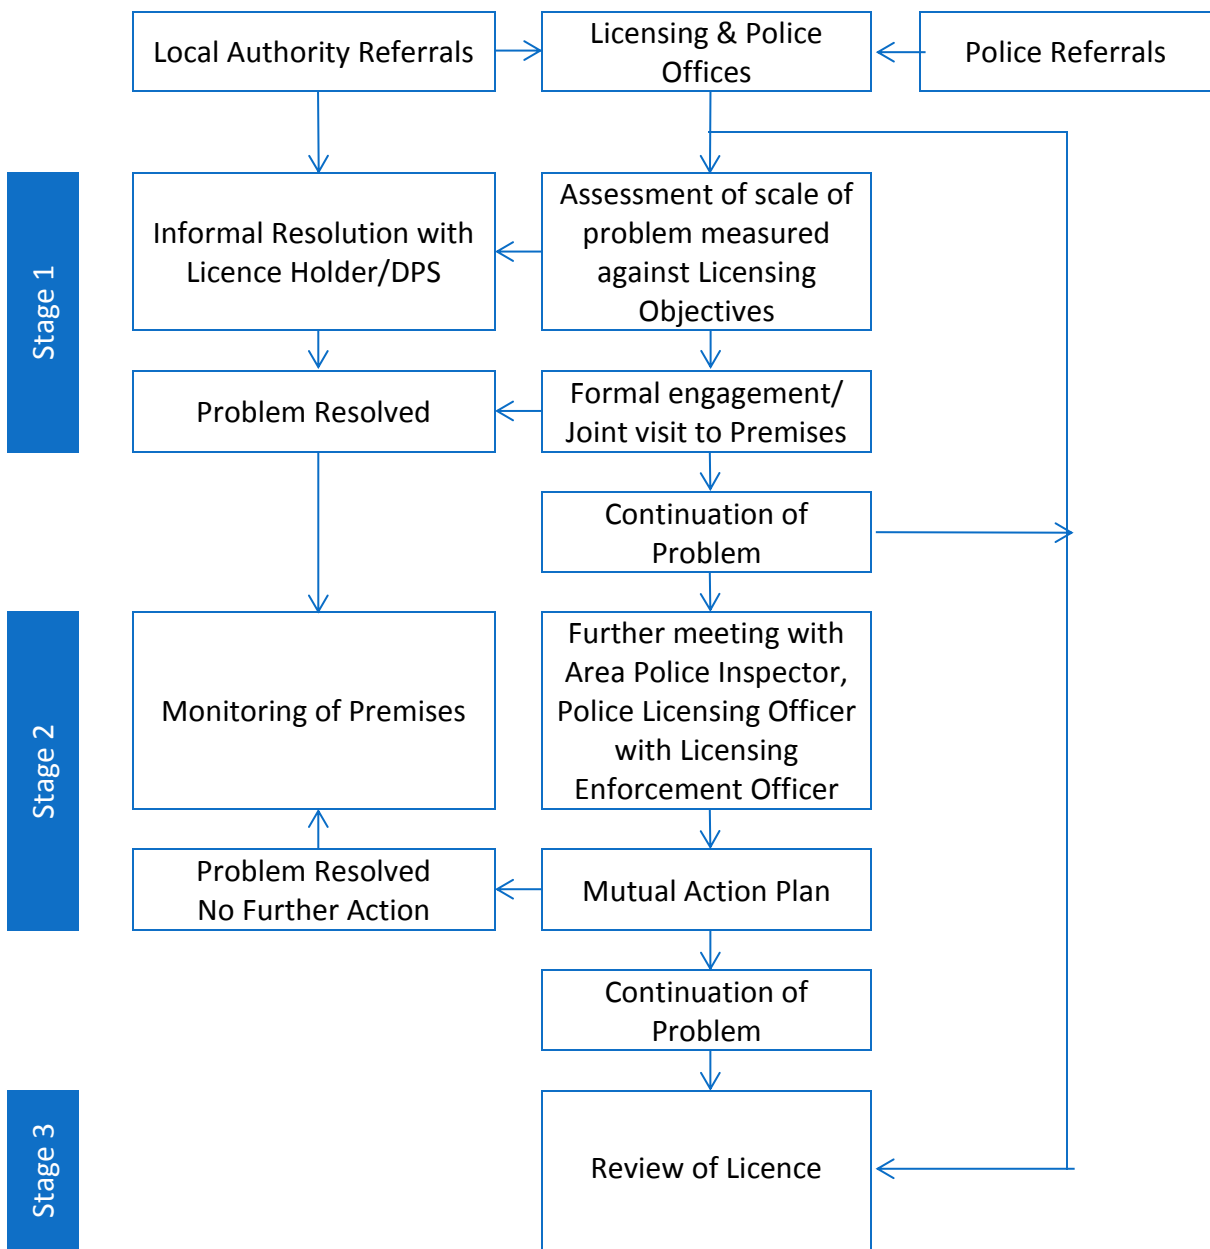 Local Authority Referrals
Licensing & Police
Offices
Police Referrals
Stage 1
Informal Resolution with
Licence Holder/DPS
Assessment of scale of
problem measured
against Licensing
Objectives
Problem Resolved
Formal engagement/
Joint visit to Premises
Continuation of
Problem
Stage 2
Monitoring of Premises
Further meeting with
Area Police Inspector,
Police Licensing Officer
with Licensing
Enforcement Officer
Problem Resolved
No Further Action
Mutual Action Plan
Continuation of
Problem
Stage 3
Review of Licence